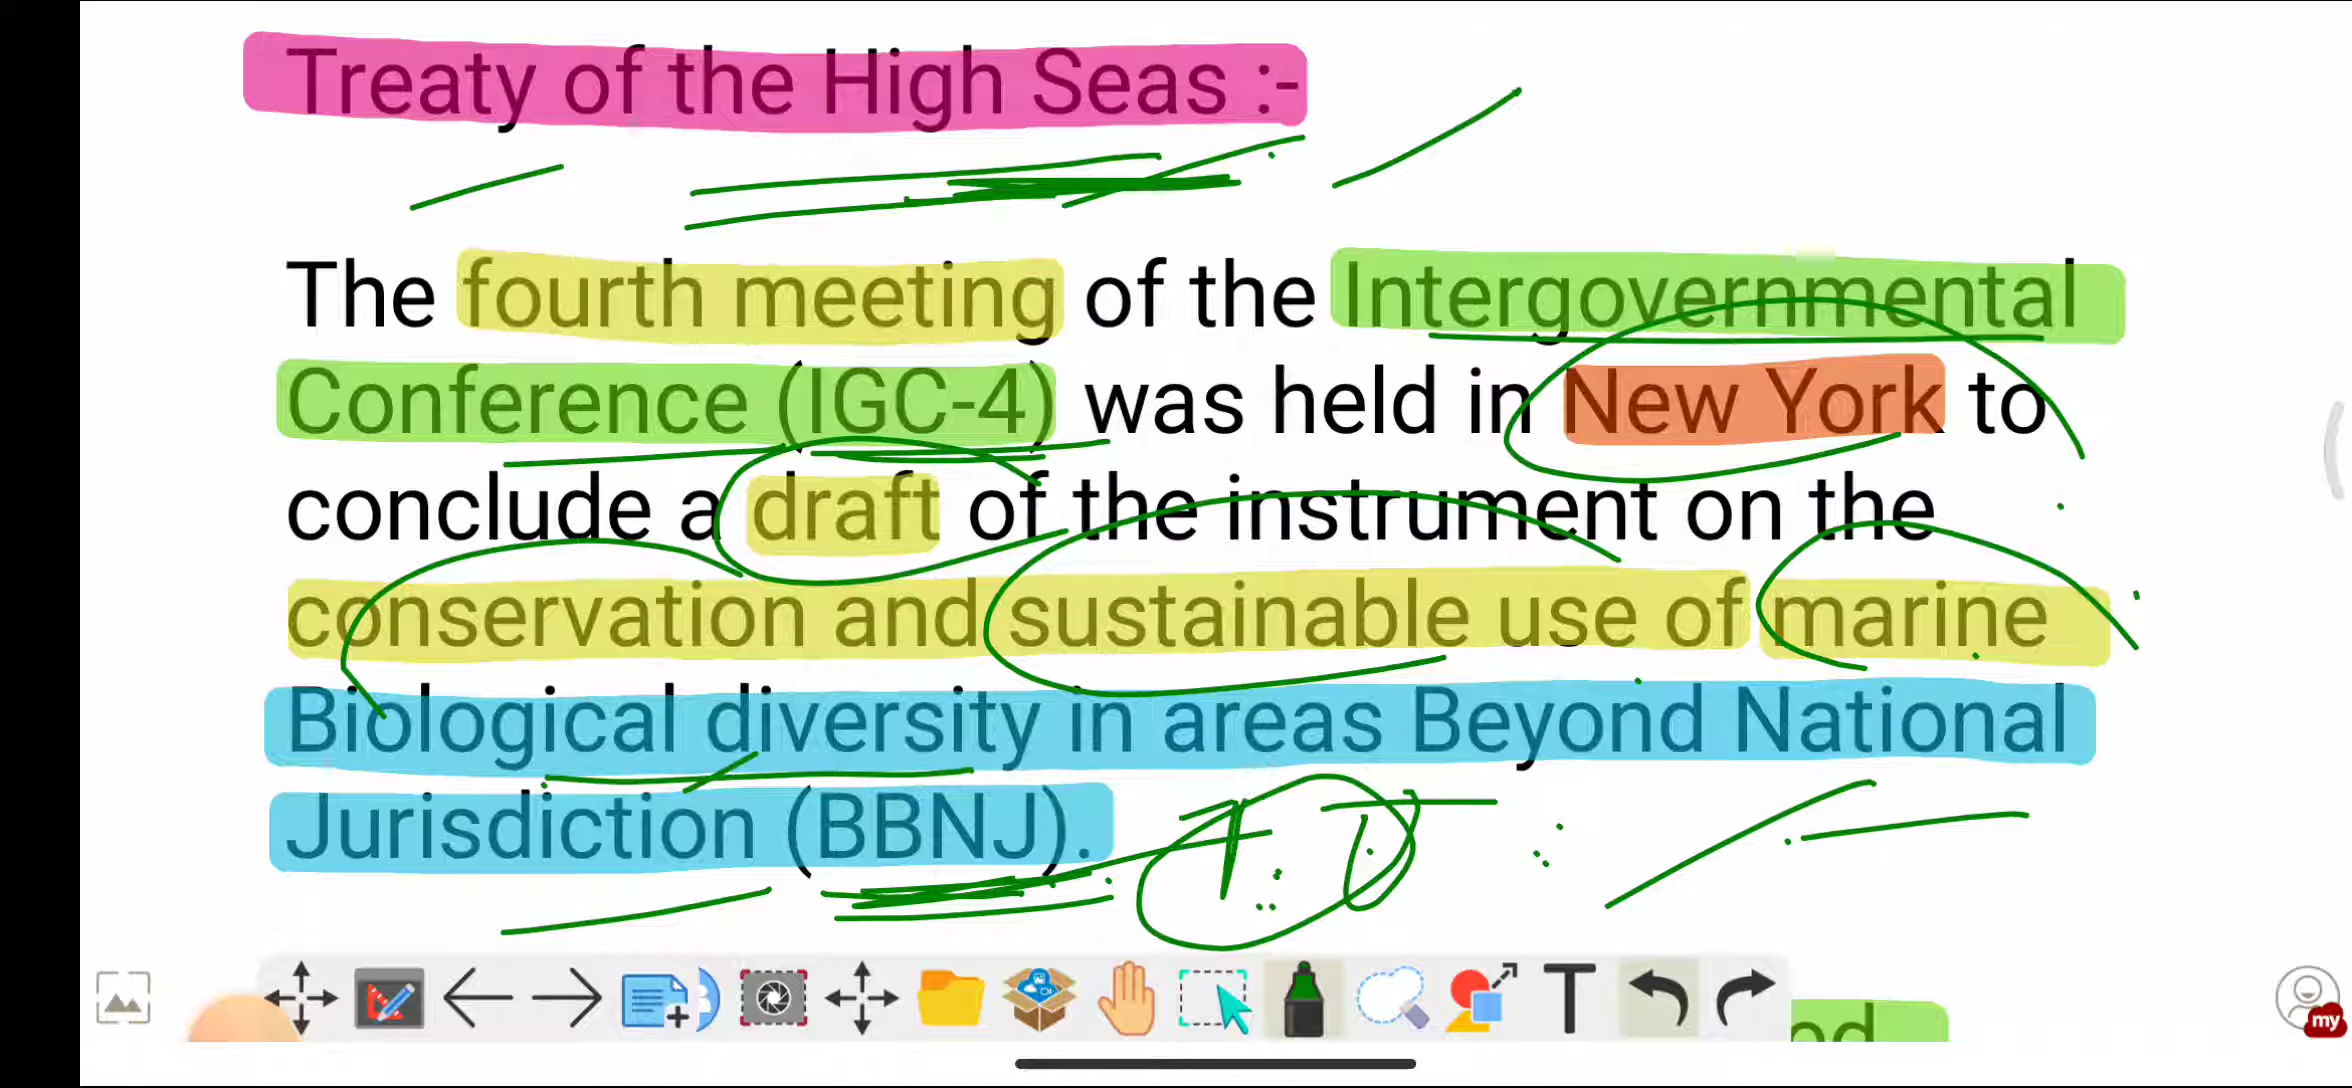 Treaty of the High Seas :-
The fourth meeting of the Intergovernmental
Conference (IGC-4) was held in New York to
conclude a draft of the instrument on the
conservation and sustainable use of marine
Biological diversity in areas Beyond National
Jurisdiction (BBNJ).
T
my